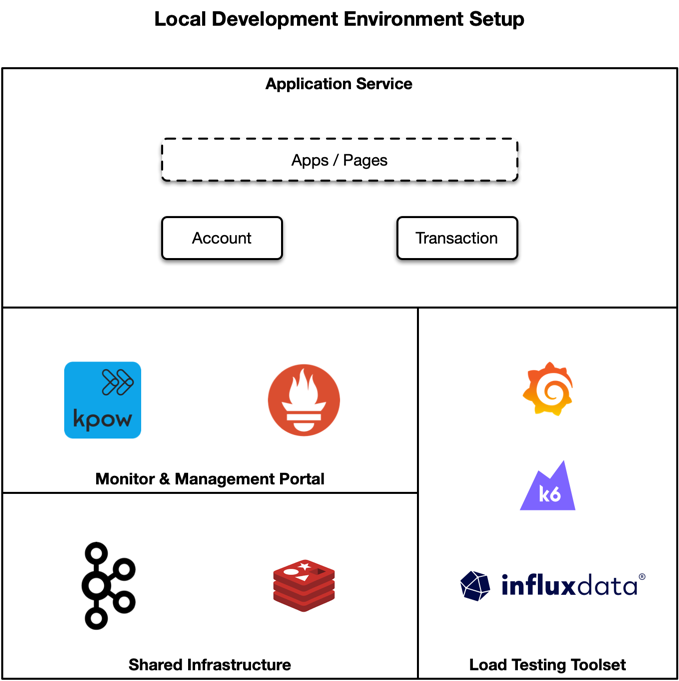 Local Development Environment Setup
Application Service
Apps / Pages
Account
Transaction
kpow
Monitor & Management Portal
k6
influxdata®
Shared Infrastructure
Load Testing Toolset